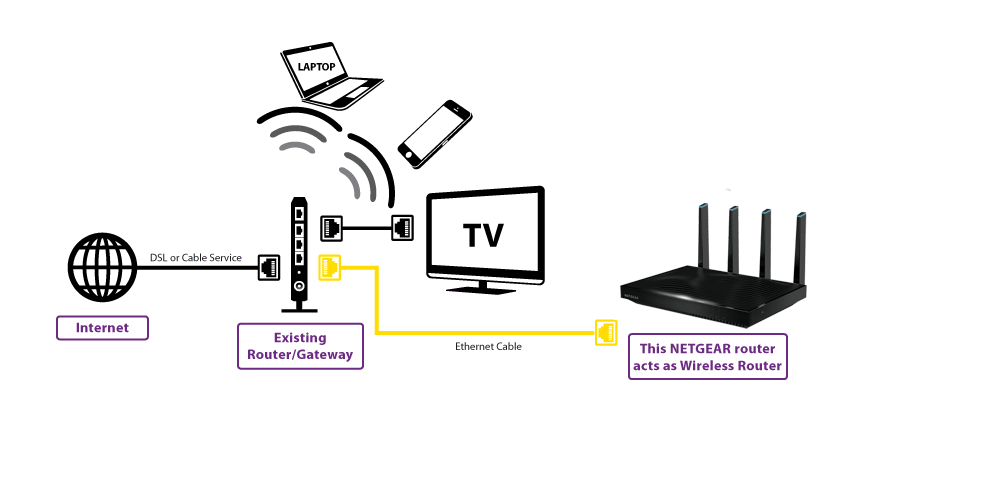 LAPTOP
TV
DSL or Cable Service
Internet
Existing
Router/Gateway
Ethernet Cable
NETGEAR
This NETGEAR router
acts as Wireless Router